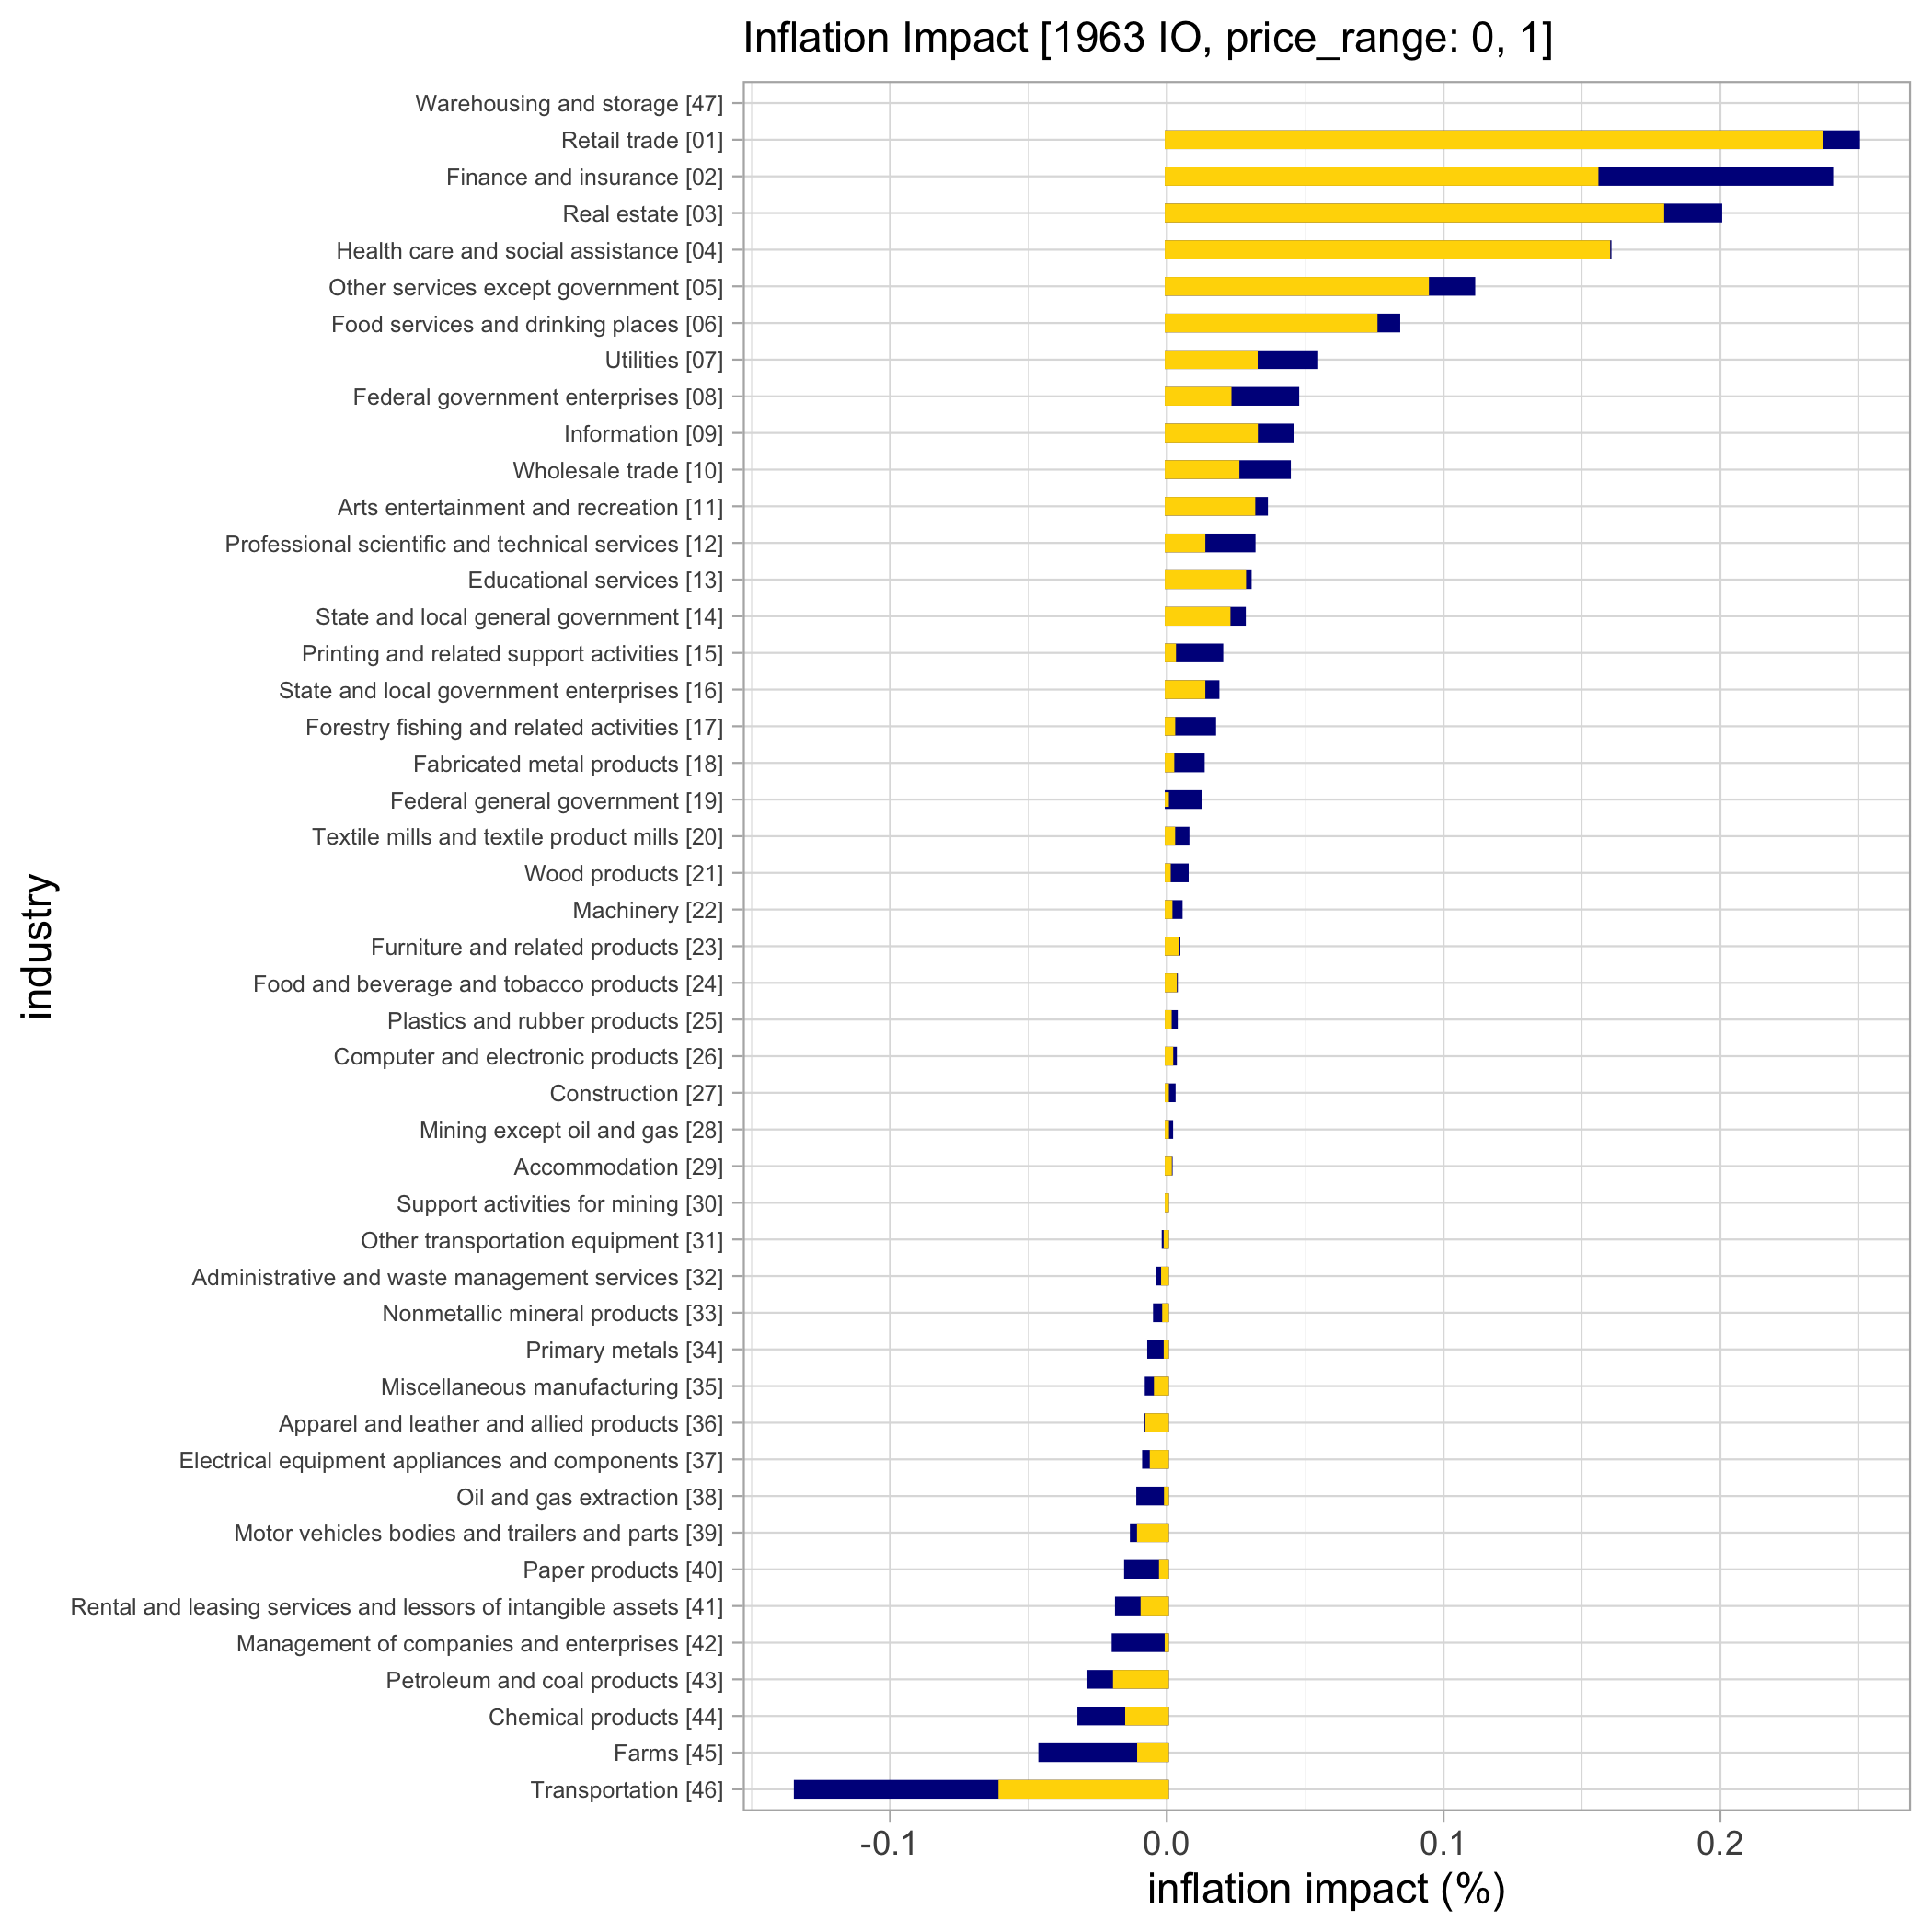 Inflation Impact [1963 IO, price_range: 0, 1]
Warehousing and storage [47]
Retail trade [01]
Finance and insurance [02]
Real estate [03]
Health care and social assistance [04]
Other services except government [05]
Food services and drinking places [06]
Utilities [07]
Federal government enterprises [08]
Information [09]
Wholesale trade [10]
Arts entertainment and recreation [11]
Professional scientific and technical services [12]
Educational services [13]
State and local general government [14]
Printing and related support activities [15]
State and local government enterprises [16]
Forestry fishing and related activities [17]
Fabricated metal products [18]
Federal general government [19]
Textile mills and textile product mills [20]
Wood products [21]
Machinery [22]
Furniture and related products [23]
Food and beverage and tobacco products [24]
Plastics and rubber products [25]
Computer and electronic products [26]
Construction [27]
Mining except oil and gas [28]
Accommodation [29]
Support activities for mining [30]
Other transportation equipment [31]
Administrative and waste management services [32]
Nonmetallic mineral products [33]
Primary metals [34]
Miscellaneous manufacturing [35]
Apparel and leather and allied products [36]
Electrical equipment appliances and components [37]
Oil and gas extraction [38]
Motor vehicles bodies and trailers and parts [39]
Paper products [40]
Rental and leasing services and lessors of intangible assets [41]
Management of companies and enterprises [42]
Petroleum and coal products [43]
Chemical products [44]
Farms [45]
Transportation [46]
industry
-0.1 0.0 0.1 0.2
inflation impact (%)